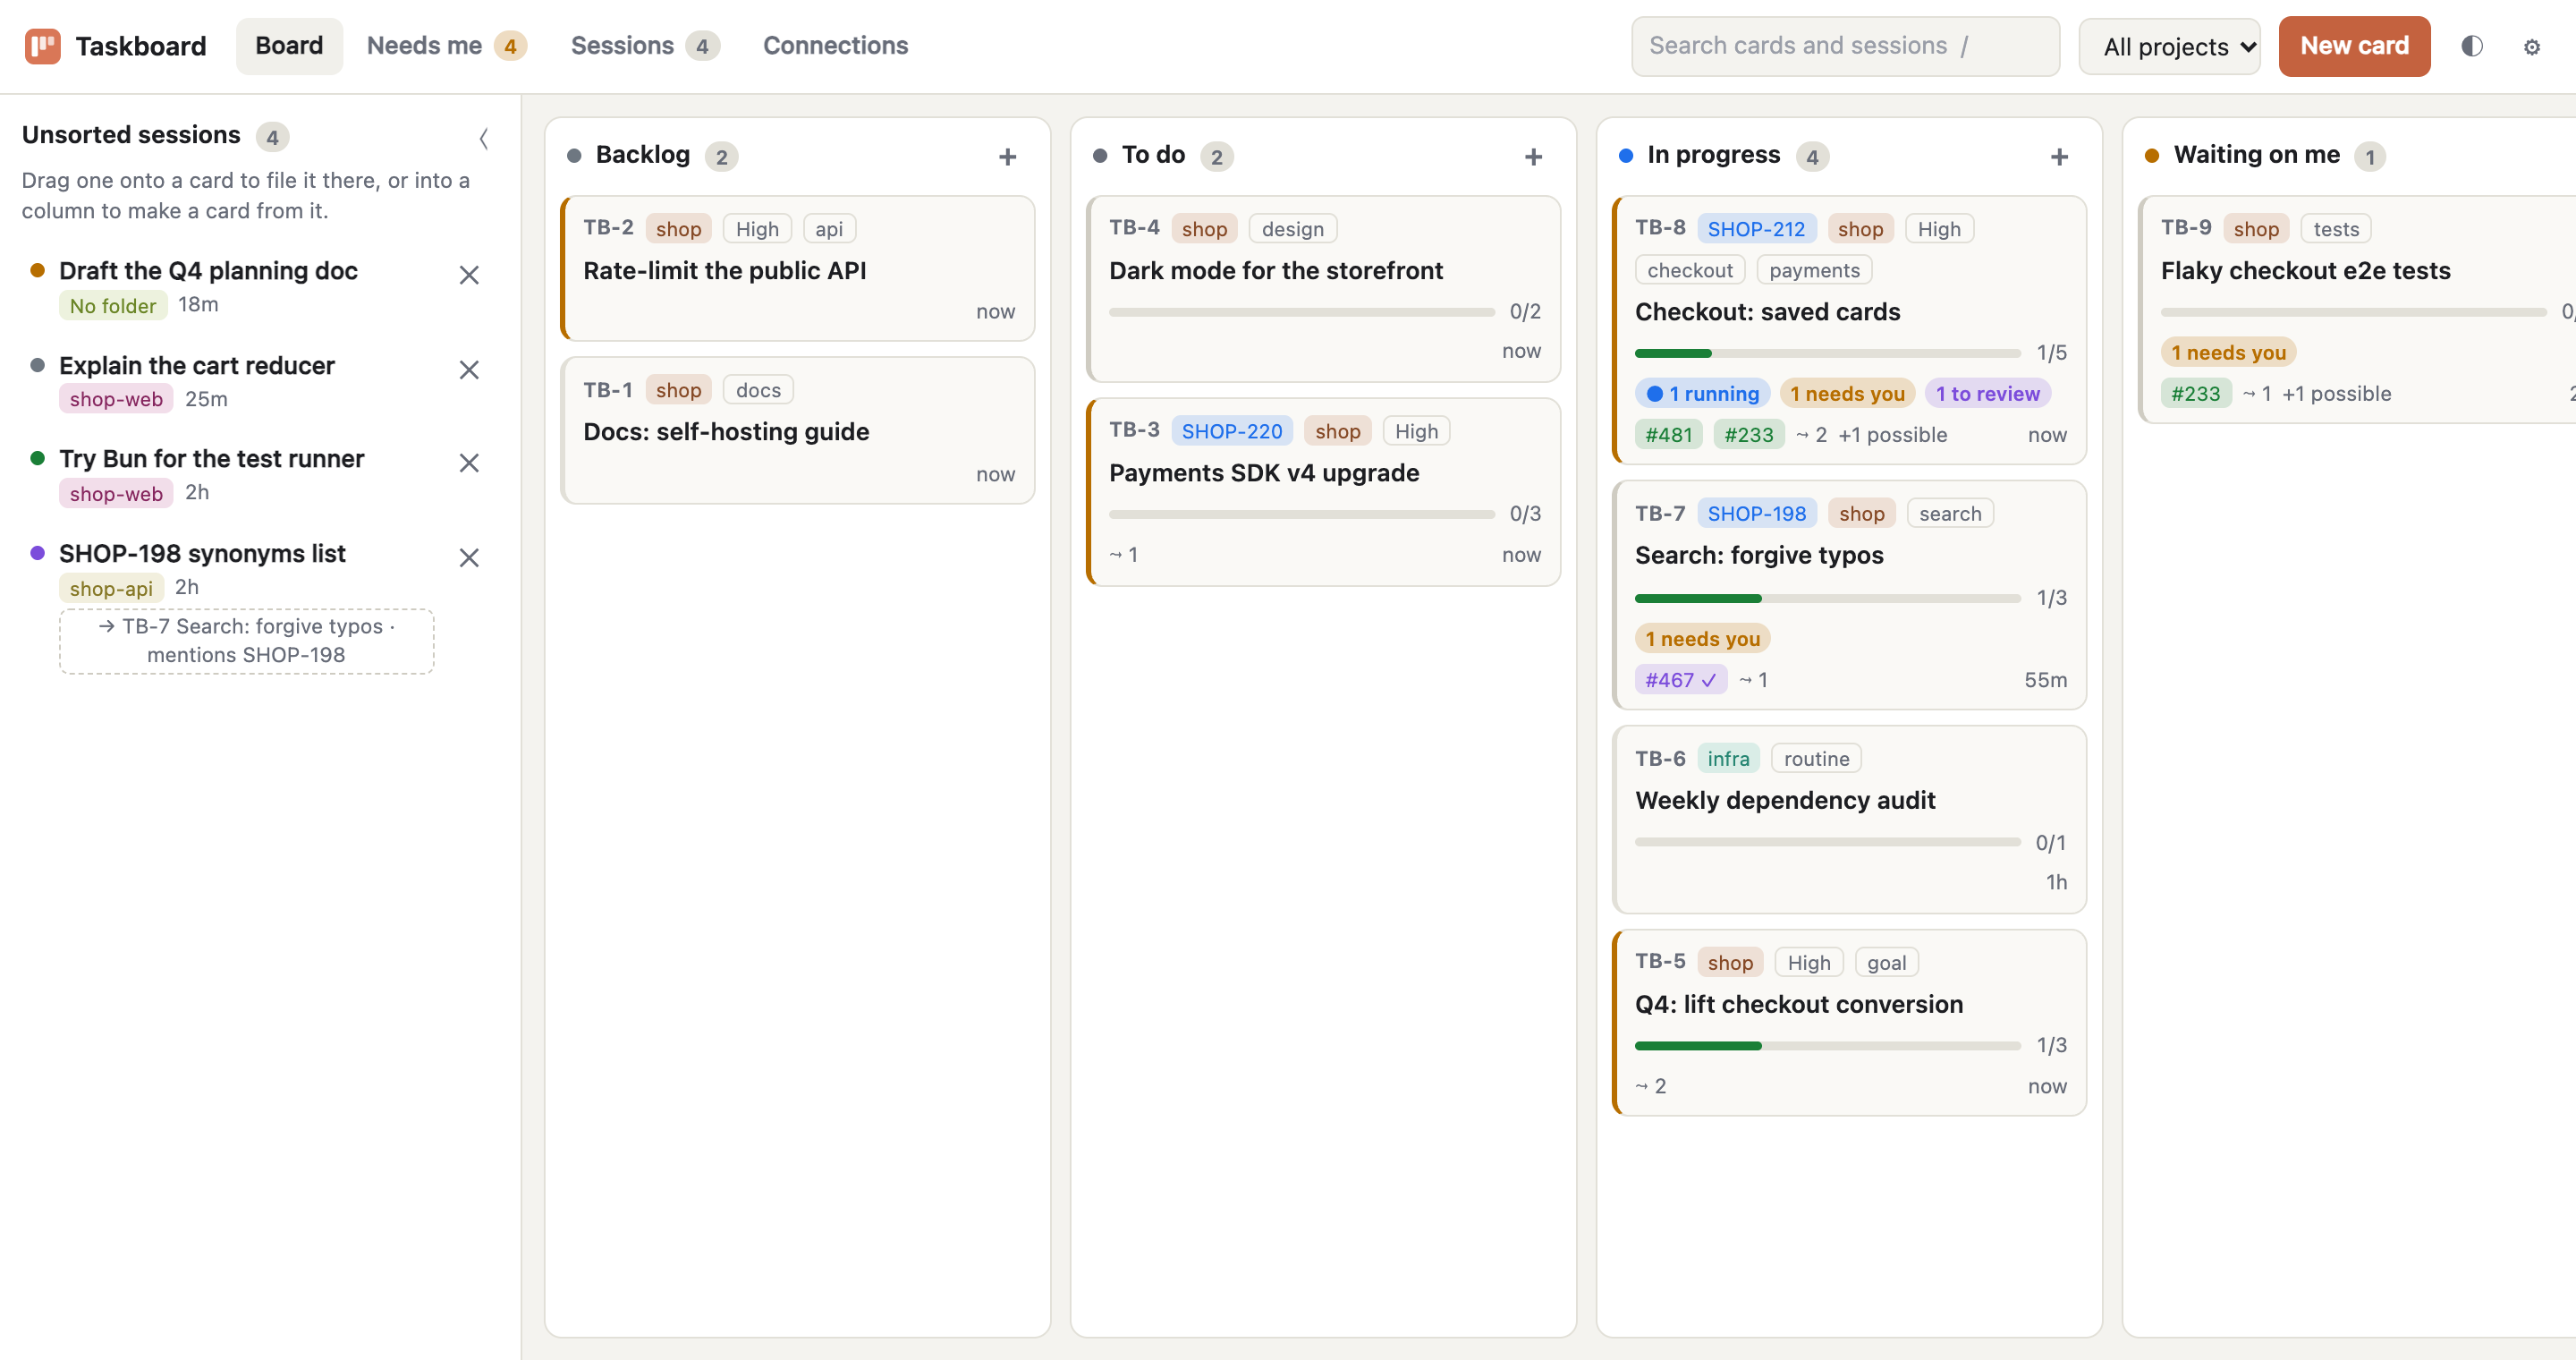 Taskboard
Board
Needs me 4
Sessions 4
Connections
Search cards and sessions /
All projects
New card
Unsorted sessions 4
Drag one onto a card to file it there, or into a
column to make a card from it.
Draft the Q4 planning doc
No folder 18m
Explain the cart reducer
shop-web 25m
Try Bun for the test runner
shop-web 2h
SHOP-198 synonyms list
shop-api 2h
→ TB-7 Search: forgive typos ·
mentions SHOP-198
Backlog 2 +
TB-2 shop High api
Rate-limit the public API
now
TB-1 shop docs
Docs: self-hosting guide
now
To do 2 +
TB-4 shop design
Dark mode for the storefront
0/2
now
TB-3 SHOP-220 shop High
Payments SDK v4 upgrade
0/3
⤳ 1 now
In progress 4 +
TB-8 SHOP-212 shop High
checkout payments
Checkout: saved cards
1/5
1 running 1 needs you 1 to review
#481 #233 ⤳ 2 +1 possible now
TB-7 SHOP-198 shop search
Search: forgive typos
1/3
1 needs you
#467 ✓ ⤳ 1 55m
TB-6 infra routine
Weekly dependency audit
0/1
1h
TB-5 shop High goal
Q4: lift checkout conversion
1/3
⤳ 2 now
Waiting on me 1
TB-9 shop tests
Flaky checkout e2e tests
1 needs you
#233 ⤳ 1 +1 possible